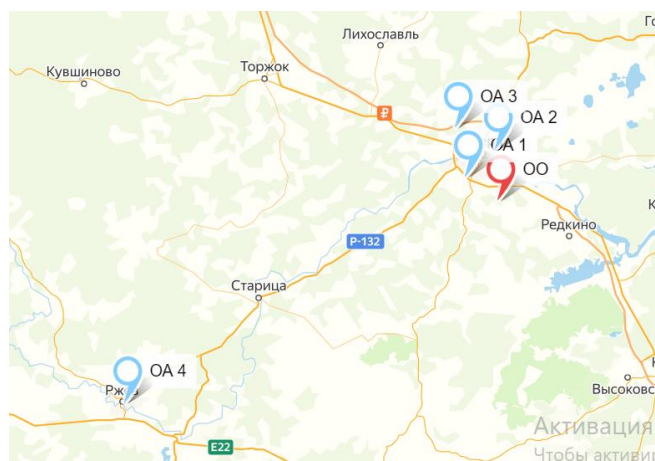 Лихославль
Кувшиново
Торжок
ОА 3
₽
ОА 2
ОА 1
ОО
Редкино
Р-132
Старица
ОА 4
Высоковс
Е22
Активация
Чтобы активи